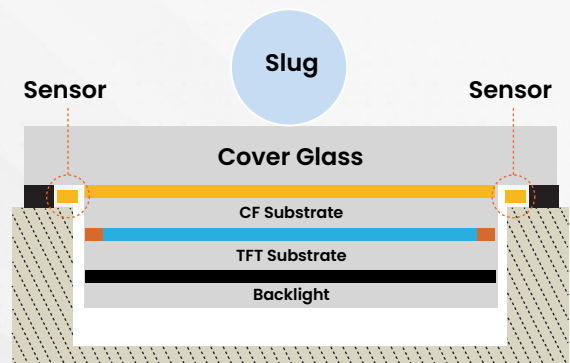 Slug
Sensor
Sensor
Cover Glass
CF Substrate
TFT Substrate
Backlight